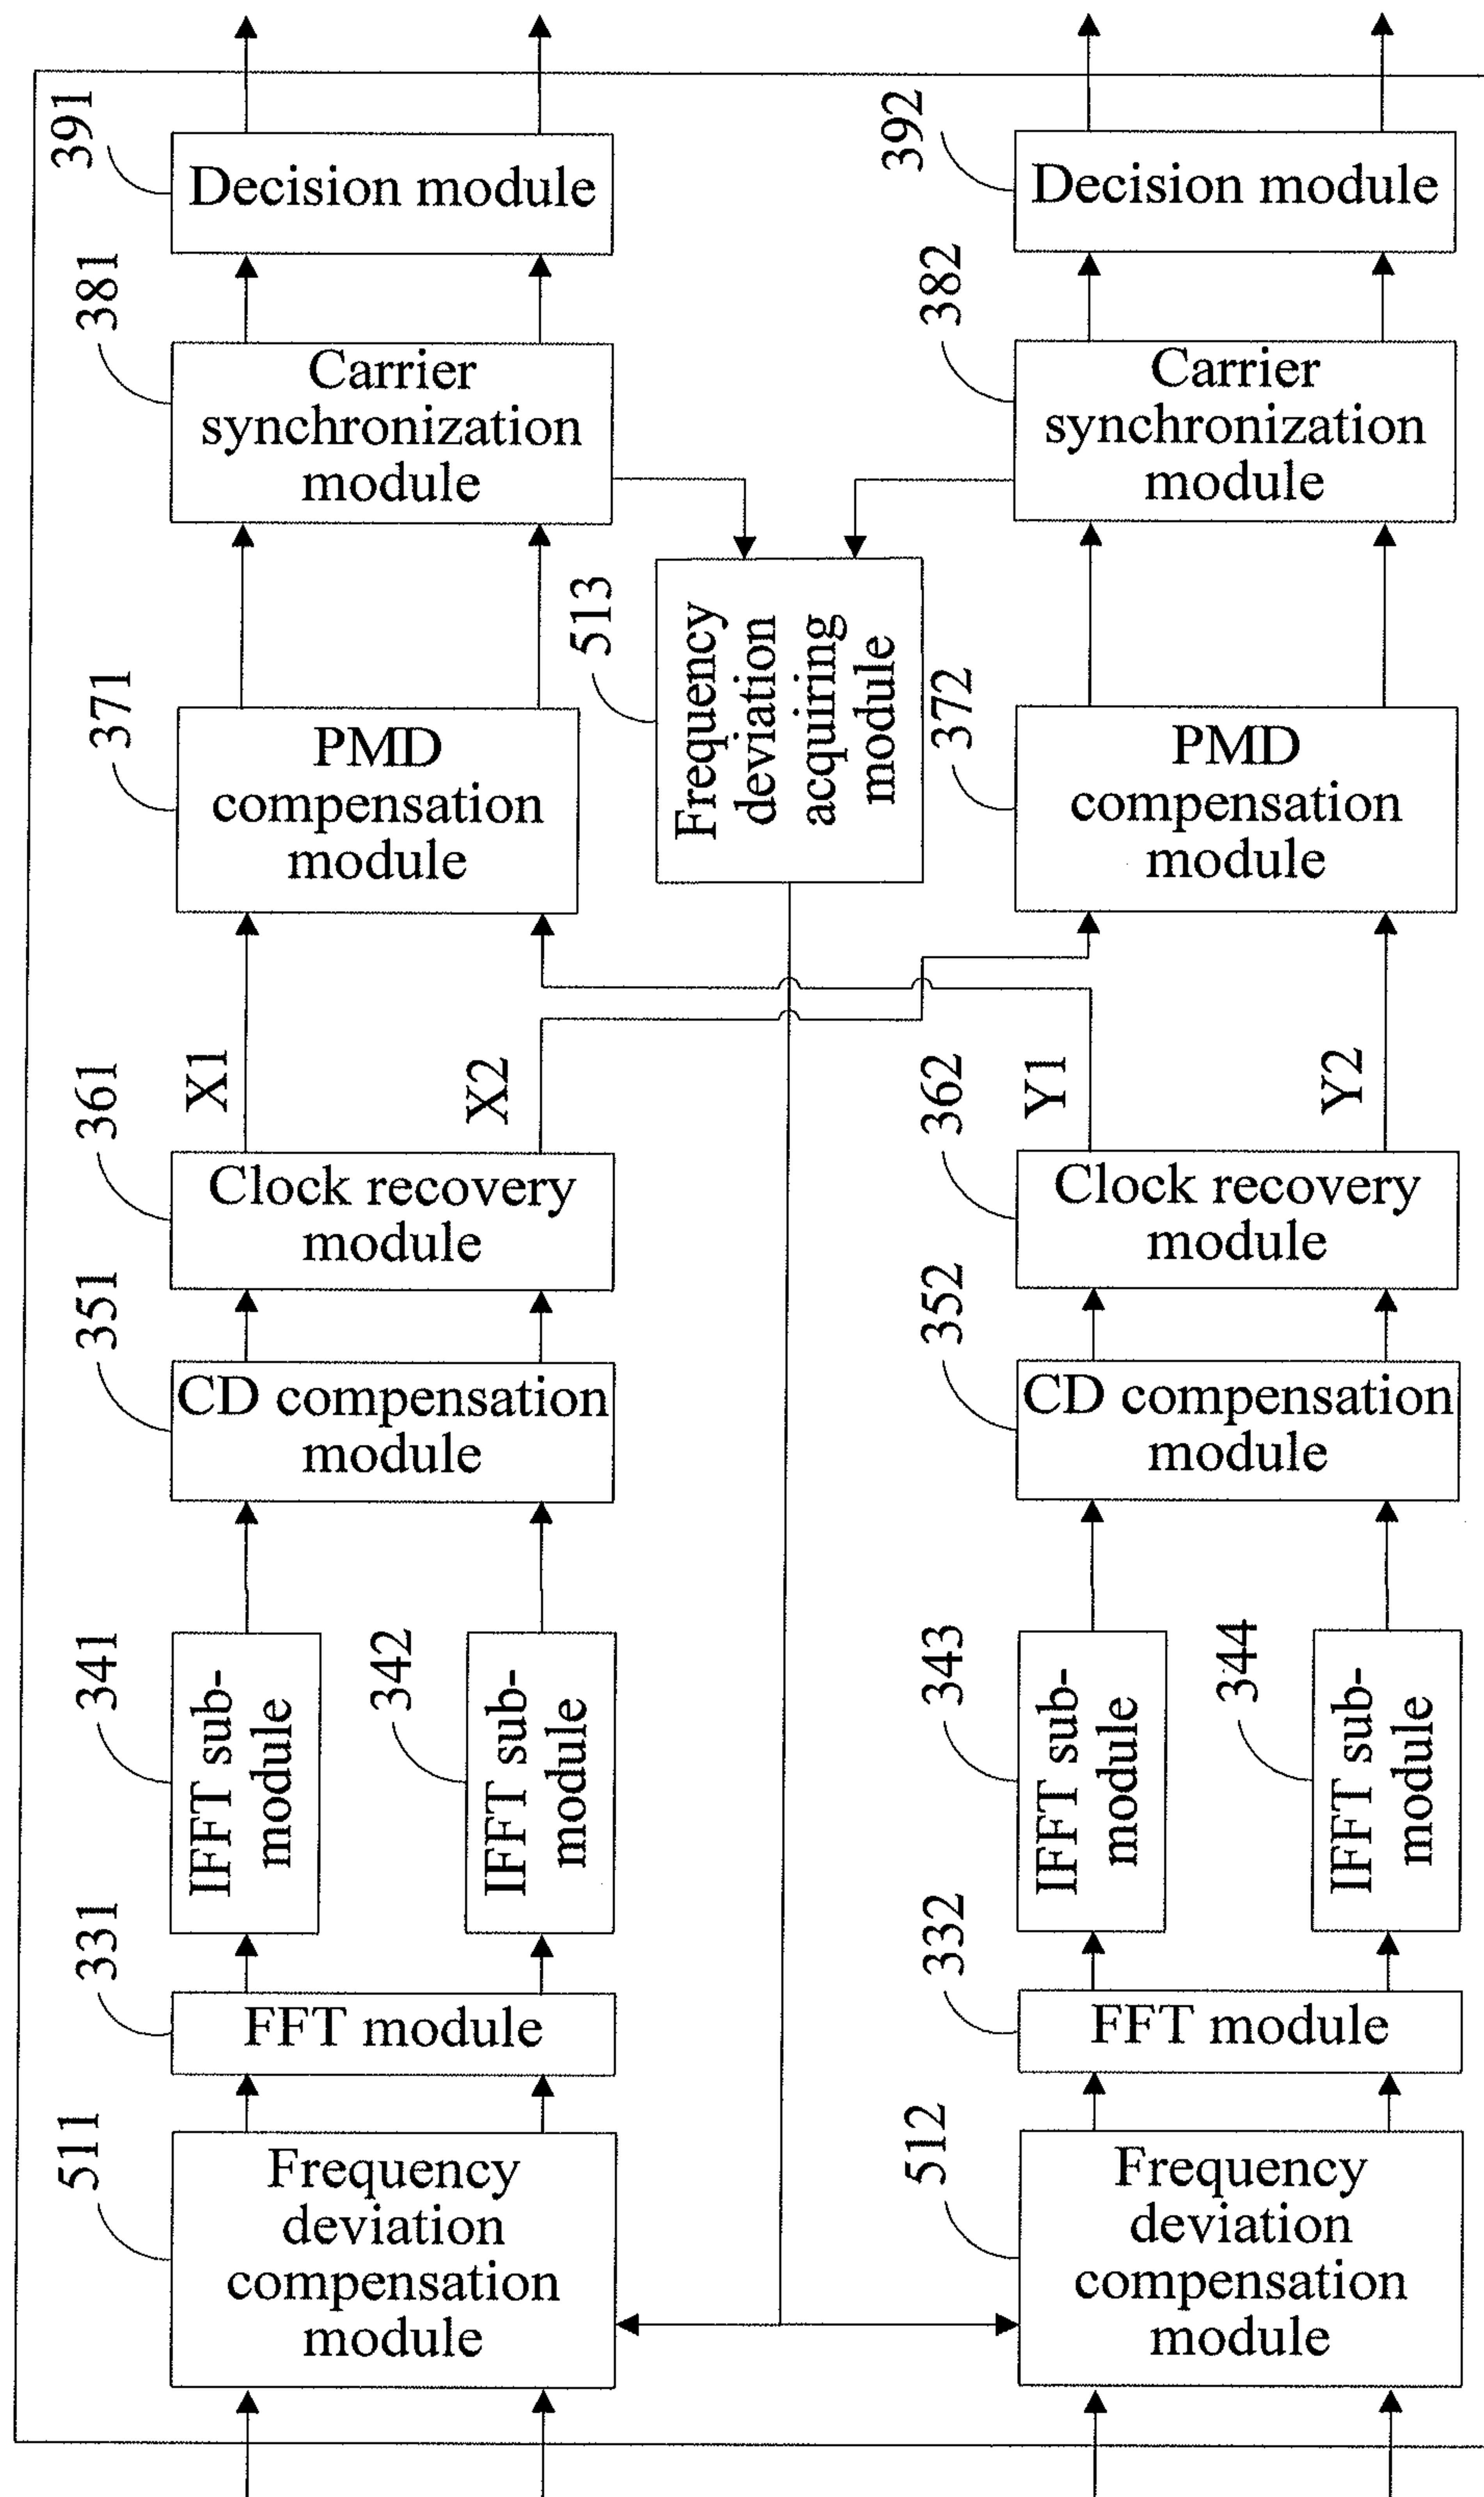 391
Decision module
392
Decision module
381
Carrier
synchronization
module
382
Carrier
synchronization
module
513
Frequency
deviation
acquiring
module
371
PMD
compensation
module
372
PMD
compensation
module
X1
X2
Y1
Y2
361
Clock recovery
module
362
Clock recovery
module
351
CD compensation
module
352
CD compensation
module
341
IFFT sub-
module
342
IFFT sub-
module
343
IFFT sub-
module
344
IFFT sub-
module
331
FFT module
332
FFT module
511
Frequency
deviation
compensation
module
512
Frequency
deviation
compensation
module